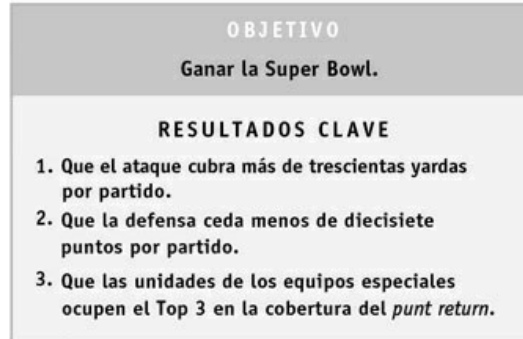 OBJETIVO
Ganar la Super Bowl.
RESULTADOS CLAVE
1. Que el ataque cubra más de trescientas yardas
por partido.
2. Que la defensa ceda menos de diecisiete
puntos por partido.
3. Que las unidades de los equipos especiales
ocupen el Top 3 en la cobertura del punt return.